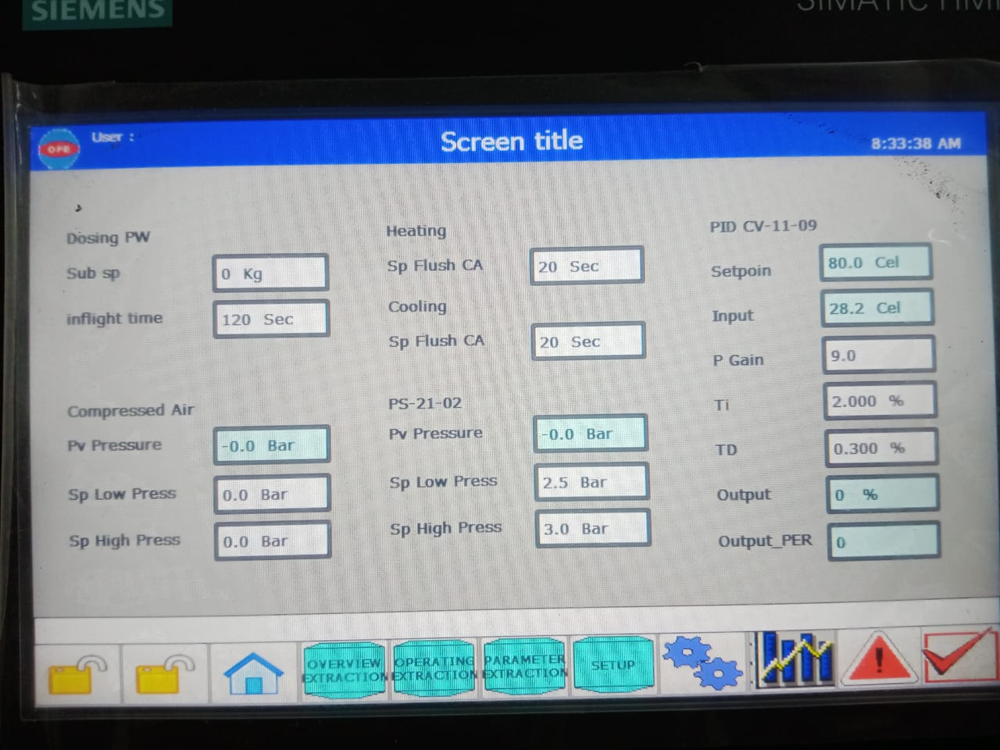 SIEMENS
SIMATIC HMI
OPE
User :
Screen title
8:33:38 AM
Dosing PW
Sub sp
0 Kg
inflight time
120 Sec
Heating
Sp Flush CA
20 Sec
Cooling
Sp Flush CA
20 Sec
PID CV-11-09
Setpoin
80.0 Cel
Input
28.2 Cel
P Gain
9.0
Ti
2.000 %
TD
0.300 %
Output
0 %
Output_PER
0
Compressed Air
Pv Pressure
-0.0 Bar
Sp Low Press
0.0 Bar
Sp High Press
0.0 Bar
PS-21-02
Pv Pressure
-0.0 Bar
Sp Low Press
2.5 Bar
Sp High Press
3.0 Bar
OVERVIEW
EXTRACTION
OPERATING
EXTRACTION
PARAMETER
EXTRACTION
SETUP